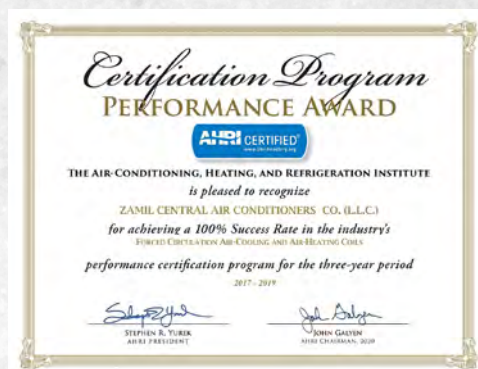 Certification Program
PERFORMANCE AWARD
AHRI CERTIFIED®
www.ahridirectory.org
THE AIR-CONDITIONING, HEATING, AND REFRIGERATION INSTITUTE
is pleased to recognize
ZAMIL CENTRAL AIR CONDITIONERS CO. (L.L.C.)
for achieving a 100% Success Rate in the industry's
FORCED CIRCULATION AIR-COOLING AND AIR-HEATING COILS
performance certification program for the three-year period
2017 - 2019
STEPHEN R. YUREK
JOHN GALYEN
AHRI PRESIDENT
AHRI CHAIRMAN, 2020